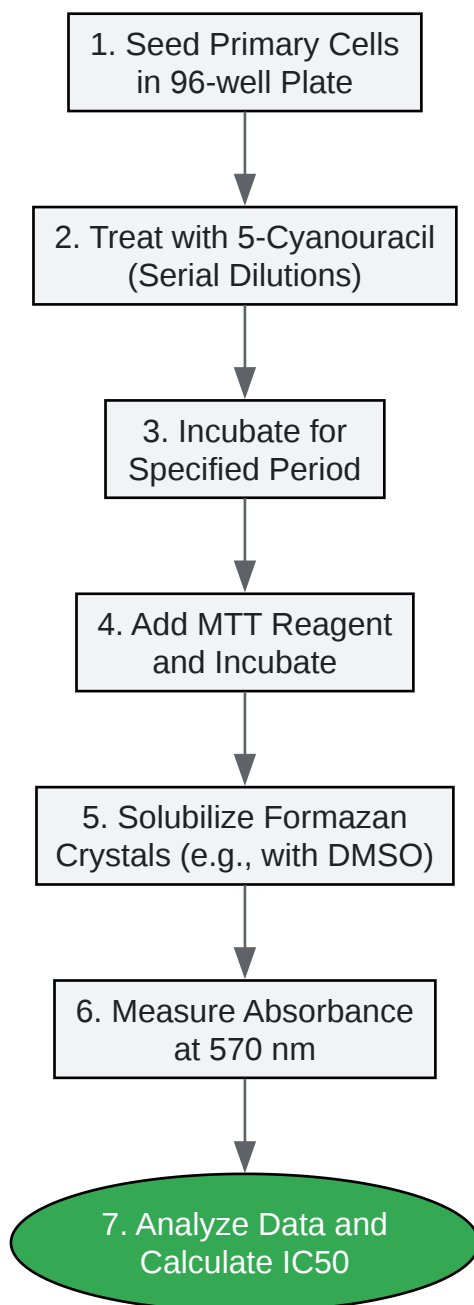 1. Seed Primary Cells
in 96-well Plate
2. Treat with 5-Cyanouracil
(Serial Dilutions)
3. Incubate for
Specified Period
4. Add MTT Reagent
and Incubate
5. Solubilize Formazan
Crystals (e.g., with DMSO)
6. Measure Absorbance
at 570 nm
7. Analyze Data and
Calculate IC50